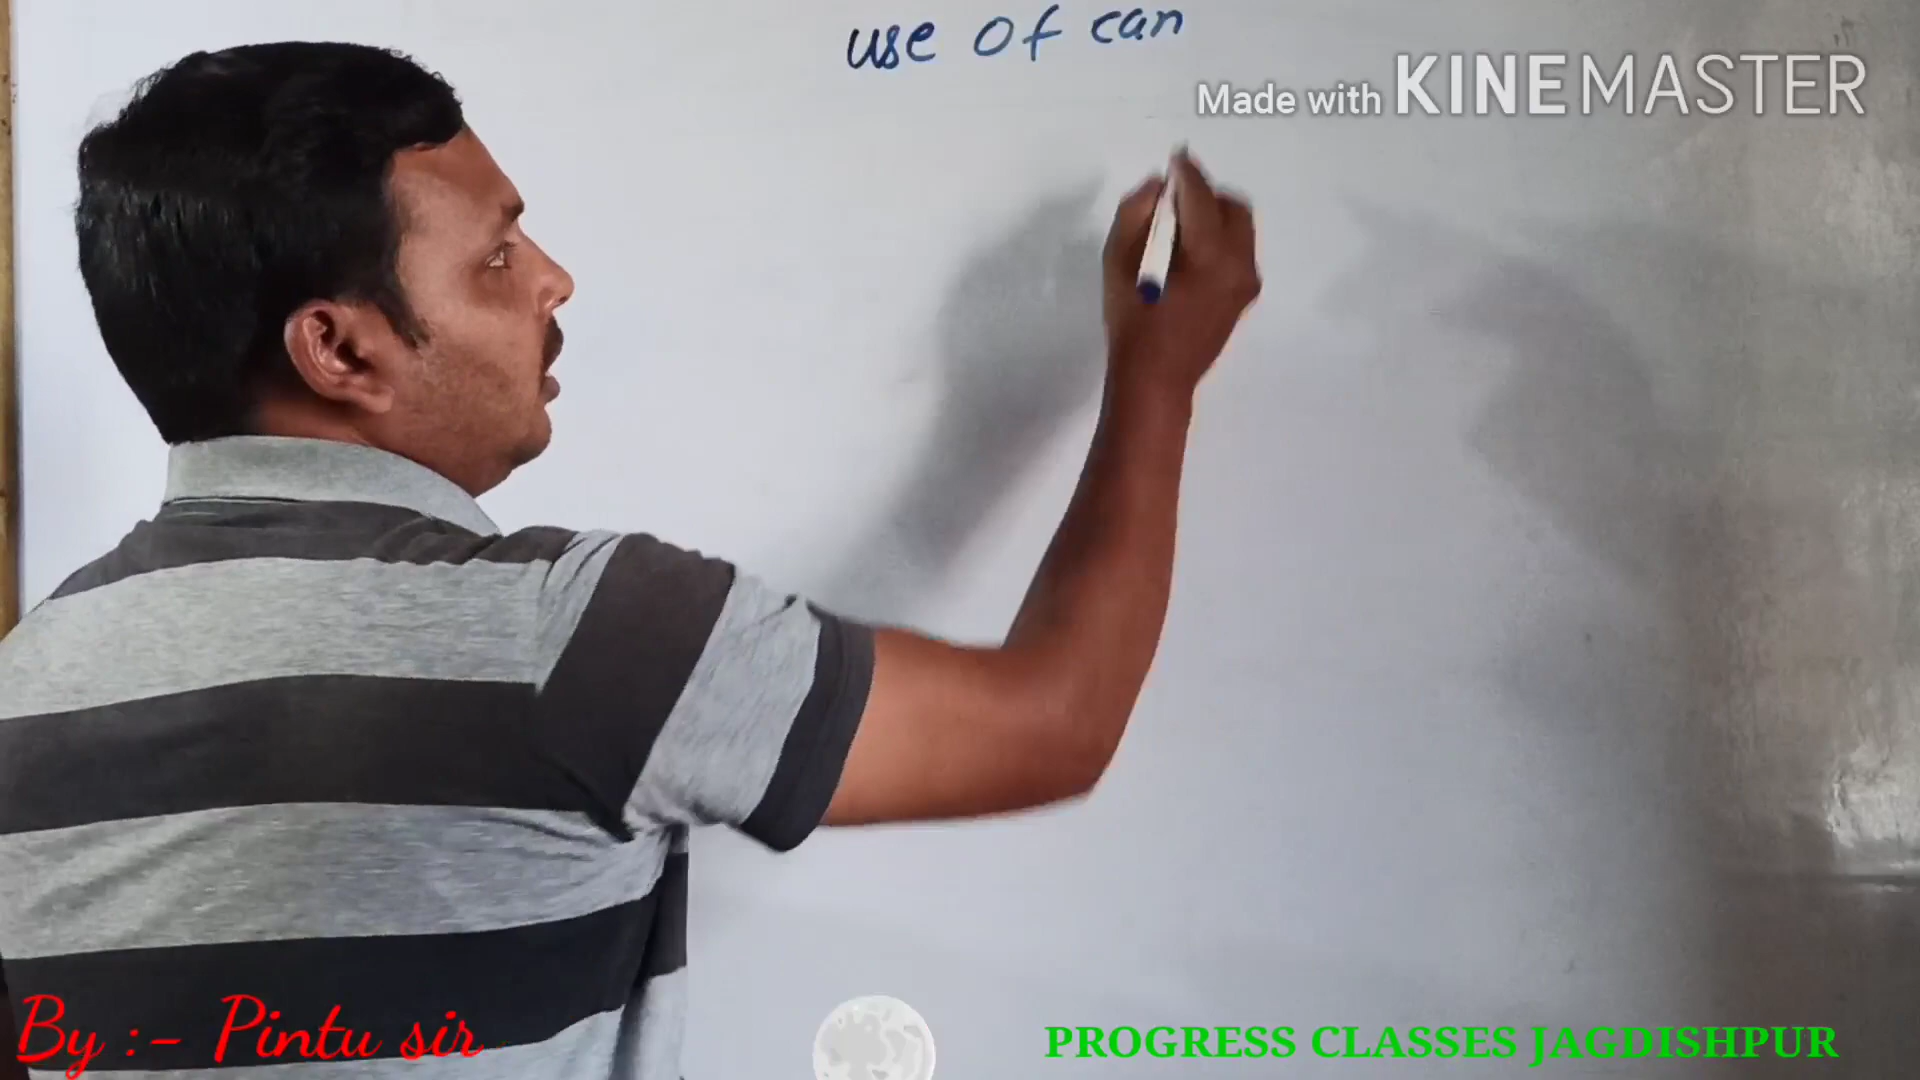 use of can
Made with KINEMASTER
By :- Pintu sir
PROGRESS CLASSES JAGDISHPUR